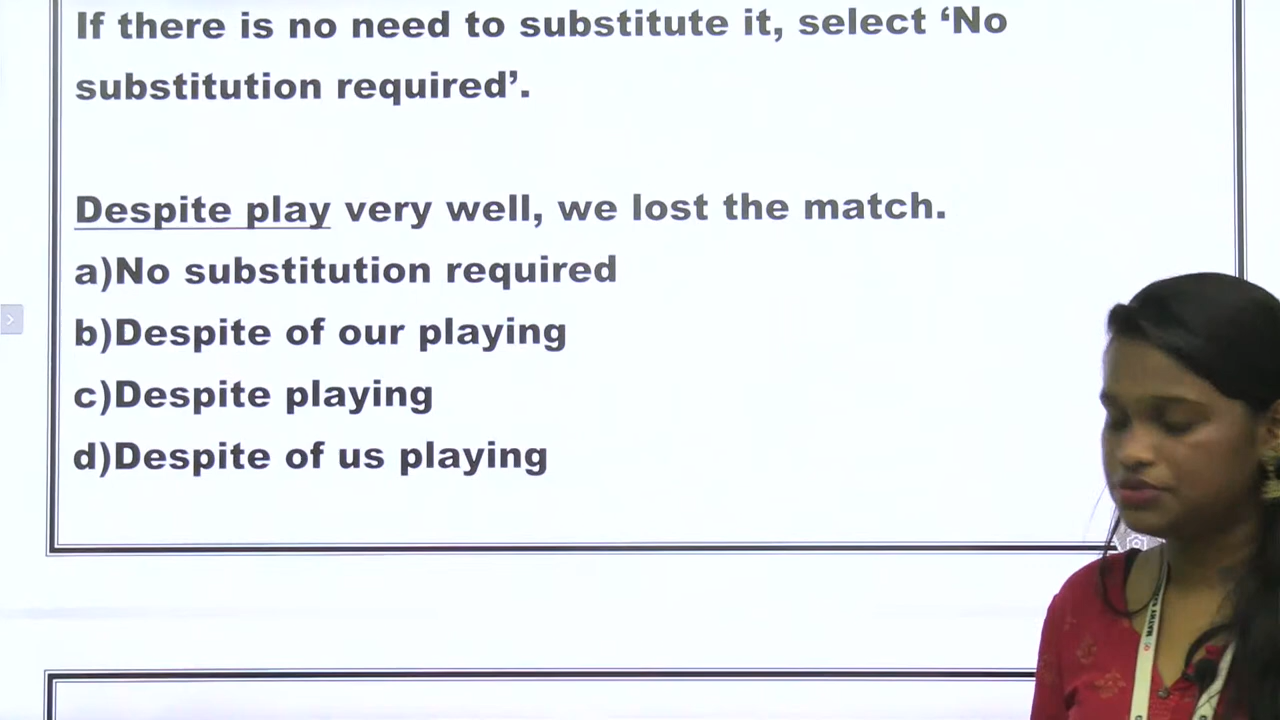 If there is no need to substitute it, select ‘No
substitution required’.
Despite play very well, we lost the match.
a)No substitution required
b)Despite of our playing
c)Despite playing
d)Despite of us playing